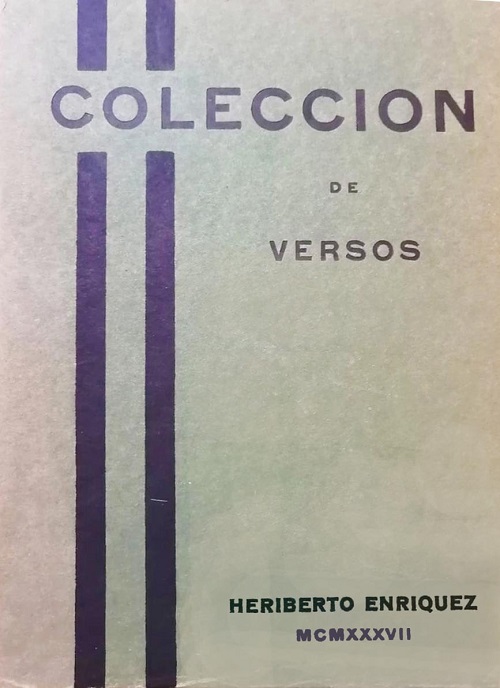 COLECCION
DE
VERSOS
HERIBERTO ENRIQUEZ
MCMXXXVII